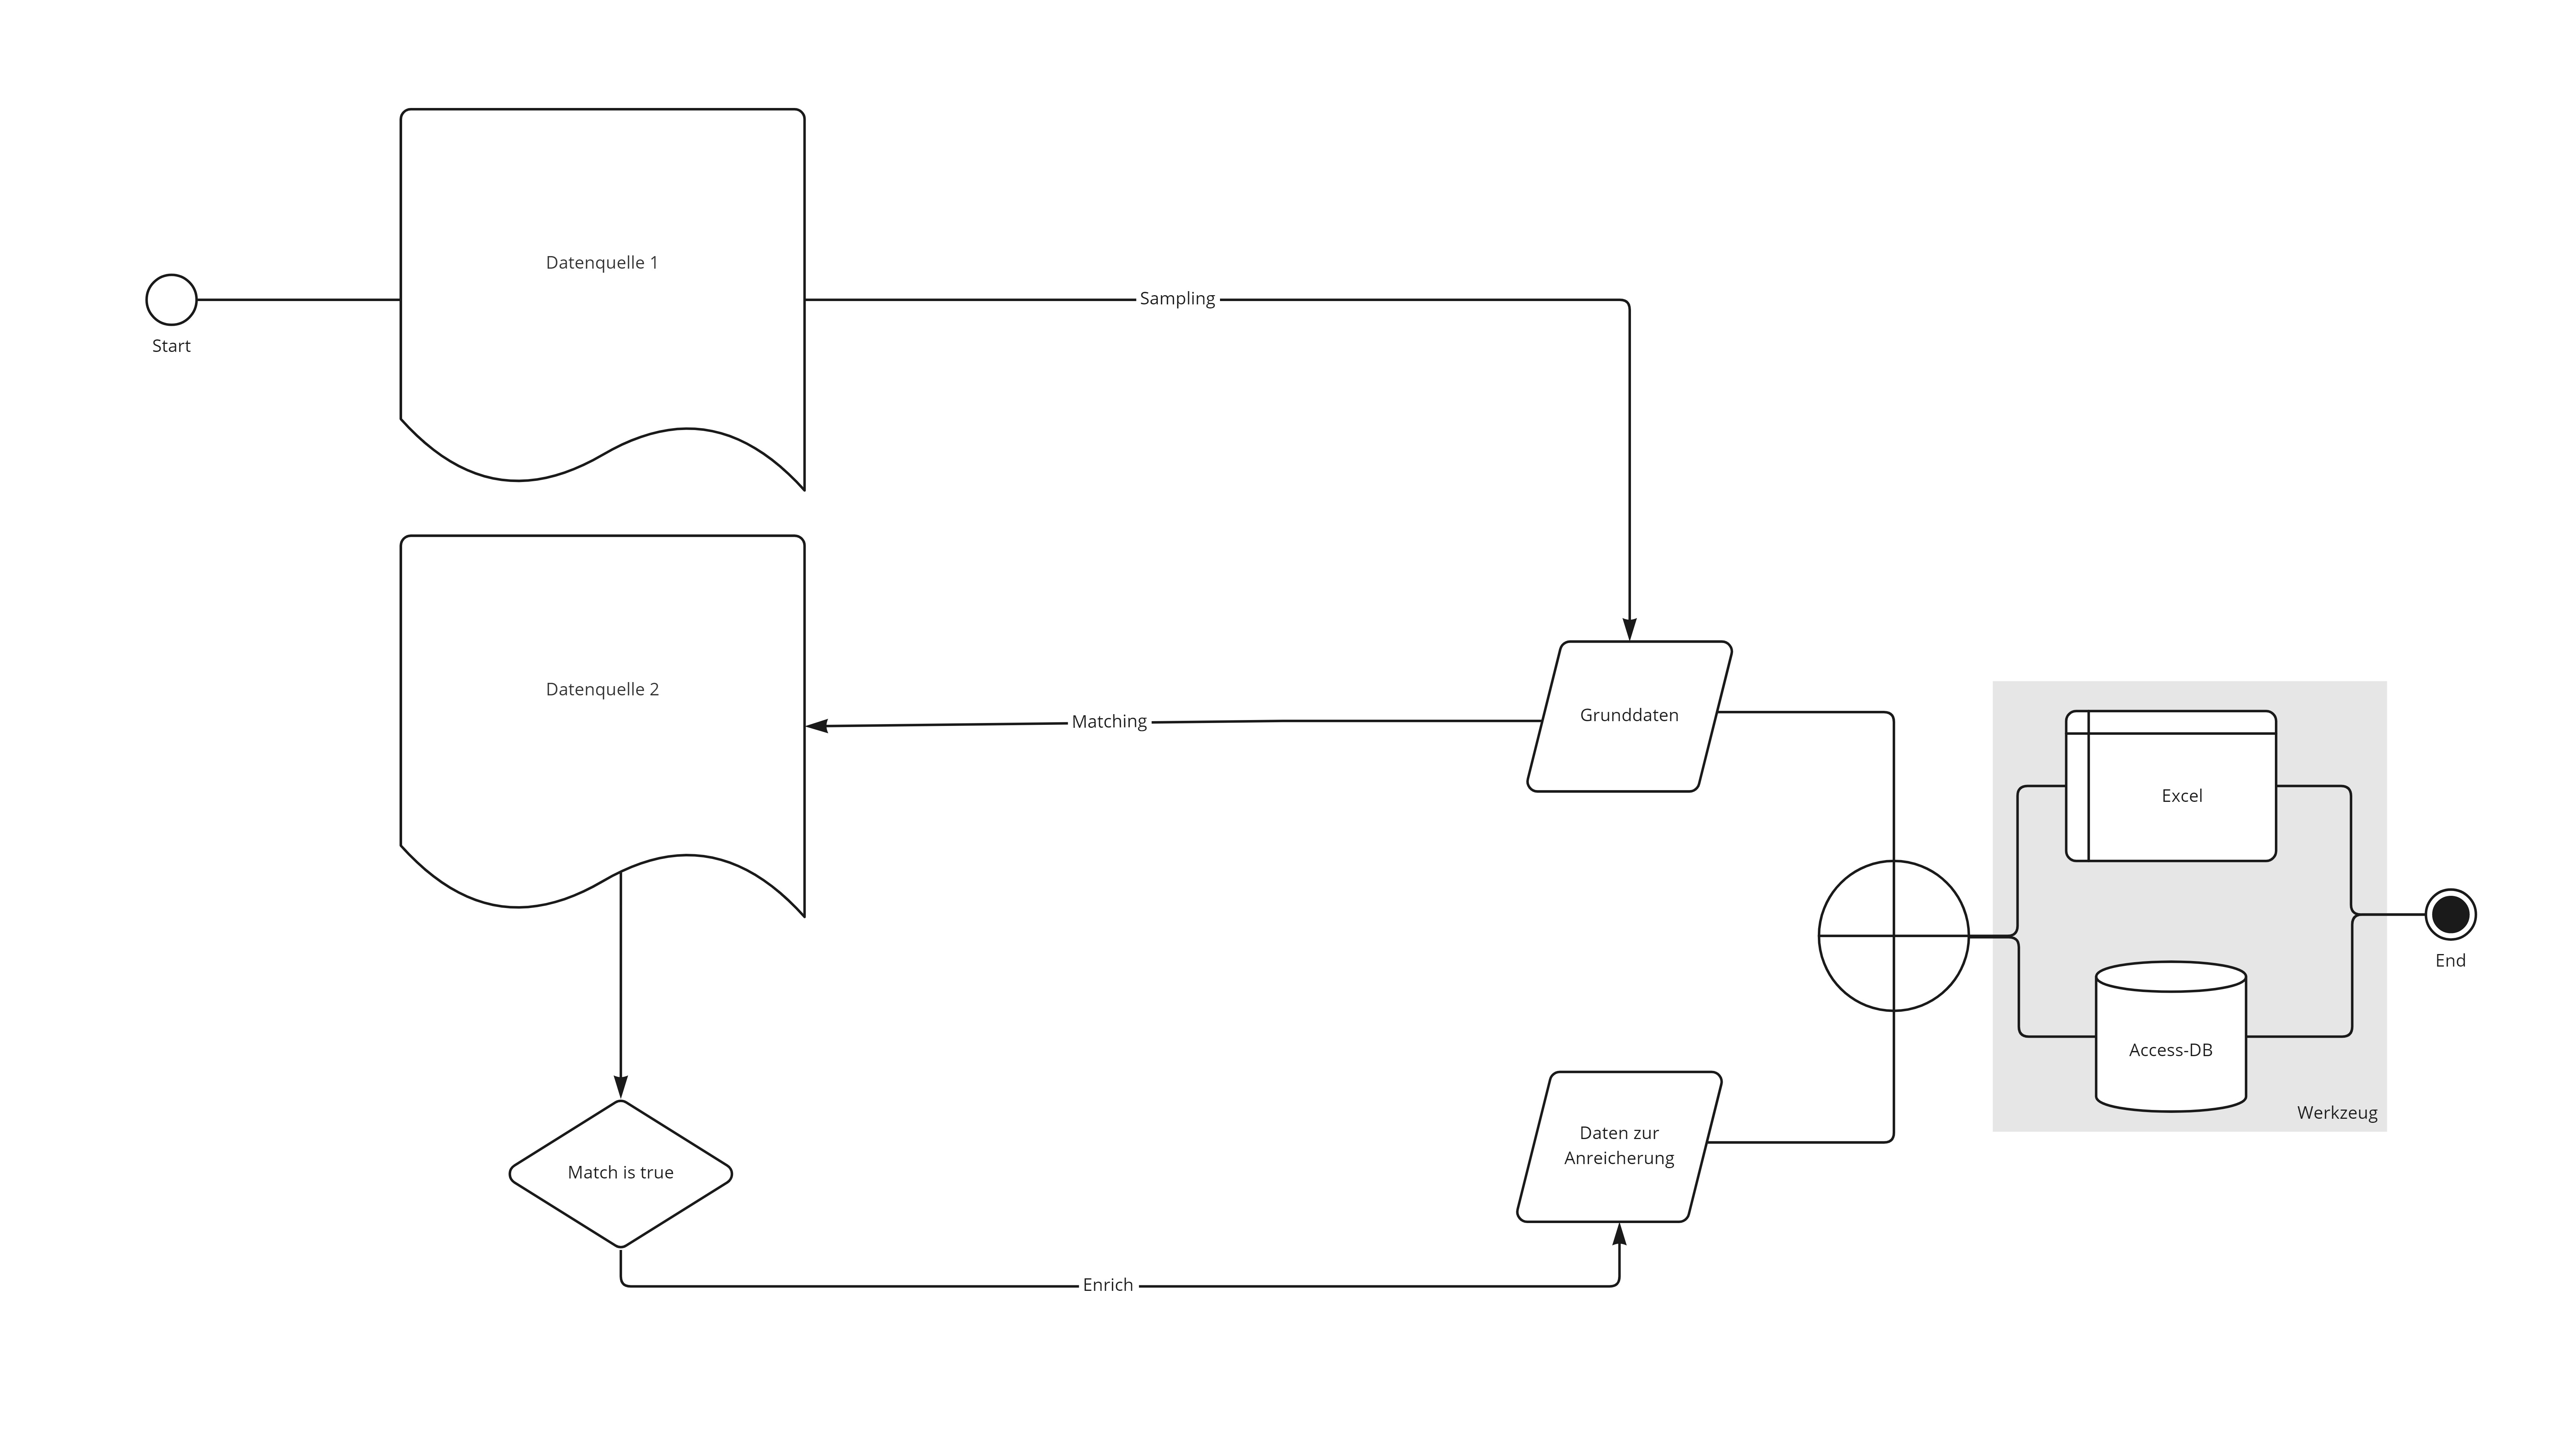 Datenquelle 1
Start
Sampling
Datenquelle 2
Matching
Grunddaten
Excel
Access-DB
Werkzeug
End
Match is true
Daten zur
Anreicherung
Enrich